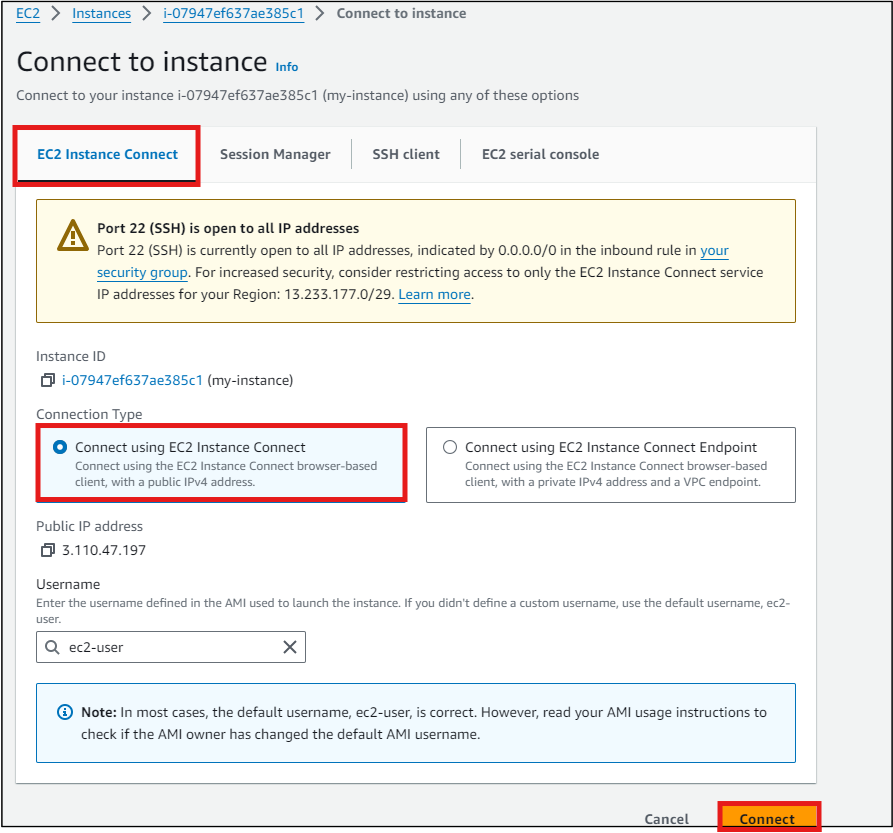 EC2 > Instances > i-07947ef637ae385c1 > Connect to instance
Connect to instance Info
Connect to your instance i-07947ef637ae385c1 (my-instance) using any of these options
EC2 Instance Connect Session Manager SSH client EC2 serial console
Port 22 (SSH) is open to all IP addresses
Port 22 (SSH) is currently open to all IP addresses, indicated by 0.0.0.0/0 in the inbound rule in your
security group. For increased security, consider restricting access to only the EC2 Instance Connect service
IP addresses for your Region: 13.233.177.0/29. Learn more.
Instance ID
i-07947ef637ae385c1 (my-instance)
Connection Type
Connect using EC2 Instance Connect
Connect using the EC2 Instance Connect browser-based
client, with a public IPv4 address.
Connect using EC2 Instance Connect Endpoint
Connect using the EC2 Instance Connect browser-based
client, with a private IPv4 address and a VPC endpoint.
Public IP address
3.110.47.197
Username
Enter the username defined in the AMI used to launch the instance. If you didn't define a custom username, use the default username, ec2-
user.
ec2-user
Note: In most cases, the default username, ec2-user, is correct. However, read your AMI usage instructions to
check if the AMI owner has changed the default AMI username.
Cancel Connect